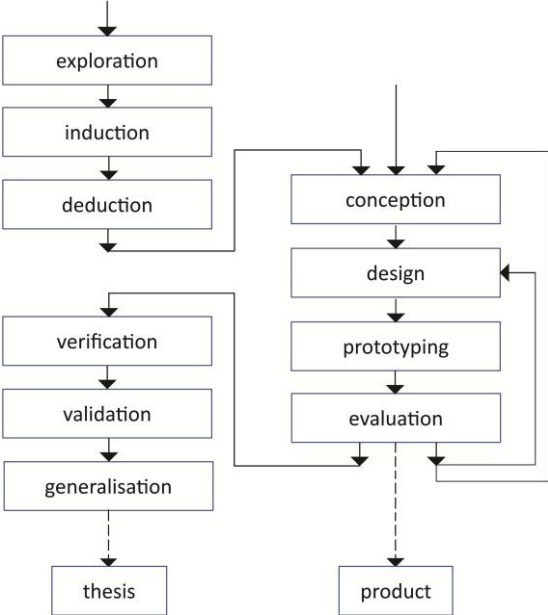 exploration
induction
deduction
verification
validation
generalisation
thesis
conception
design
prototyping
evaluation
product